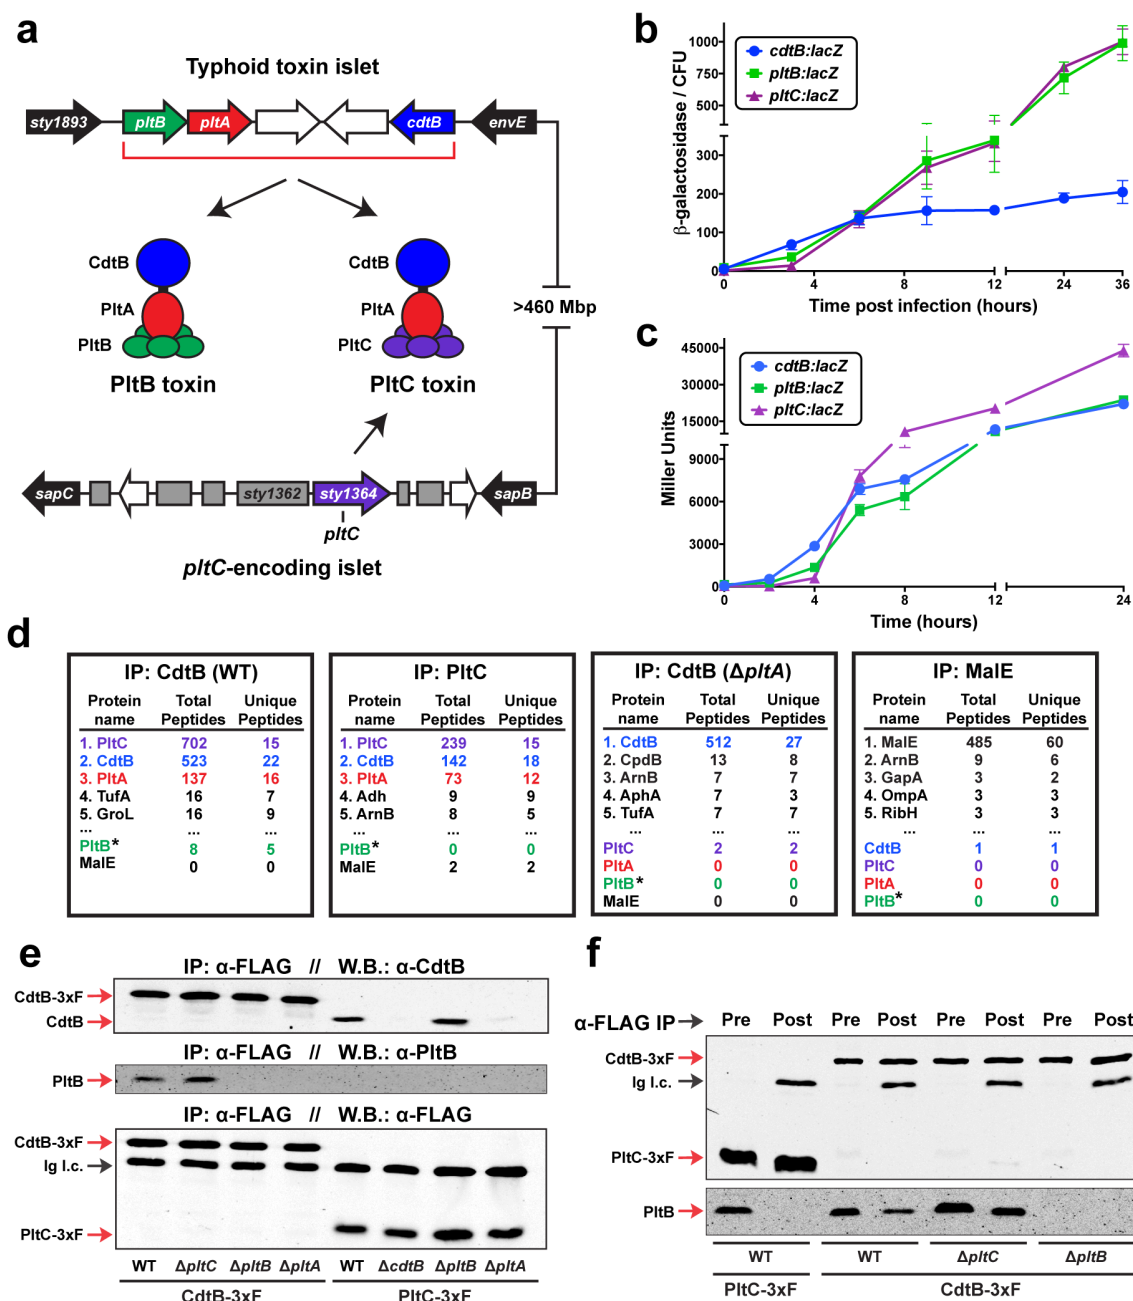 a
Typhoid toxin islet
sty1893 pltB pltA cdtB envE
CdtB
PltA
PltB
PltB toxin
CdtB
PltA
PltC
PltC toxin
>460 Mbp
sapC sty1362 sty1364 sapB
pltC
pltC-encoding islet
b
cdtB:lacZ
pltB:lacZ
pltC:lacZ
β-galactosidase / CFU
1000
750
500
300
200
100
0
0 4 8 12 24 36
Time post infection (hours)
c
cdtB:lacZ
pltB:lacZ
pltC:lacZ
Miller Units
45000
30000
15000
9000
6000
3000
0
0 4 8 12 24
Time (hours)
d
IP: CdtB (WT)
Protein name Total Peptides Unique Peptides
1. PltC 702 15
2. CdtB 523 22
3. PltA 137 16
4. TufA 16 7
5. GroL 16 9
... ... ...
PltB* 8 5
MalE 0 0
IP: PltC
Protein name Total Peptides Unique Peptides
1. PltC 239 15
2. CdtB 142 18
3. PltA 73 12
4. Adh 9 9
5. ArnB 8 5
... ... ...
PltB* 0 0
MalE 2 2
IP: CdtB (ΔpltA)
Protein name Total Peptides Unique Peptides
1. CdtB 512 27
2. CpdB 13 8
3. ArnB 7 7
4. AphA 7 3
5. TufA 7 7
... ... ...
PltC 2 2
PltA 0 0
PltB* 0 0
MalE 0 0
IP: MalE
Protein name Total Peptides Unique Peptides
1. MalE 485 60
2. ArnB 9 6
3. GapA 3 2
4. OmpA 3 3
5. RibH 3 3
... ... ...
CdtB 1 1
PltC 0 0
PltA 0 0
PltB* 0 0
e
IP: α-FLAG // W.B.: α-CdtB
CdtB-3xF
CdtB
IP: α-FLAG // W.B.: α-PltB
PltB
IP: α-FLAG // W.B.: α-FLAG
CdtB-3xF
Ig l.c.
PltC-3xF
WT ΔpltC ΔpltB ΔpltA WT ΔcdtB ΔpltB ΔpltA
CdtB-3xF PltC-3xF
f
α-FLAG IP Pre Post Pre Post Pre Post Pre Post
CdtB-3xF
Ig l.c.
PltC-3xF
PltB
WT WT ΔpltC ΔpltB
PltC-3xF CdtB-3xF